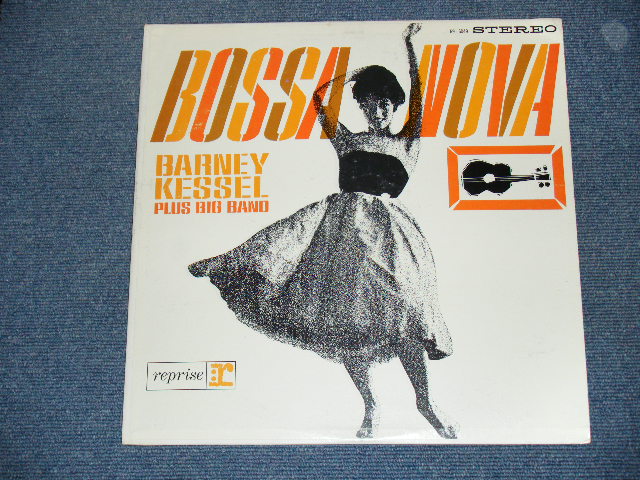 STEREO
BOSSA NOVA
BARNEY
KESSEL
PLUS BIG BAND
reprise r